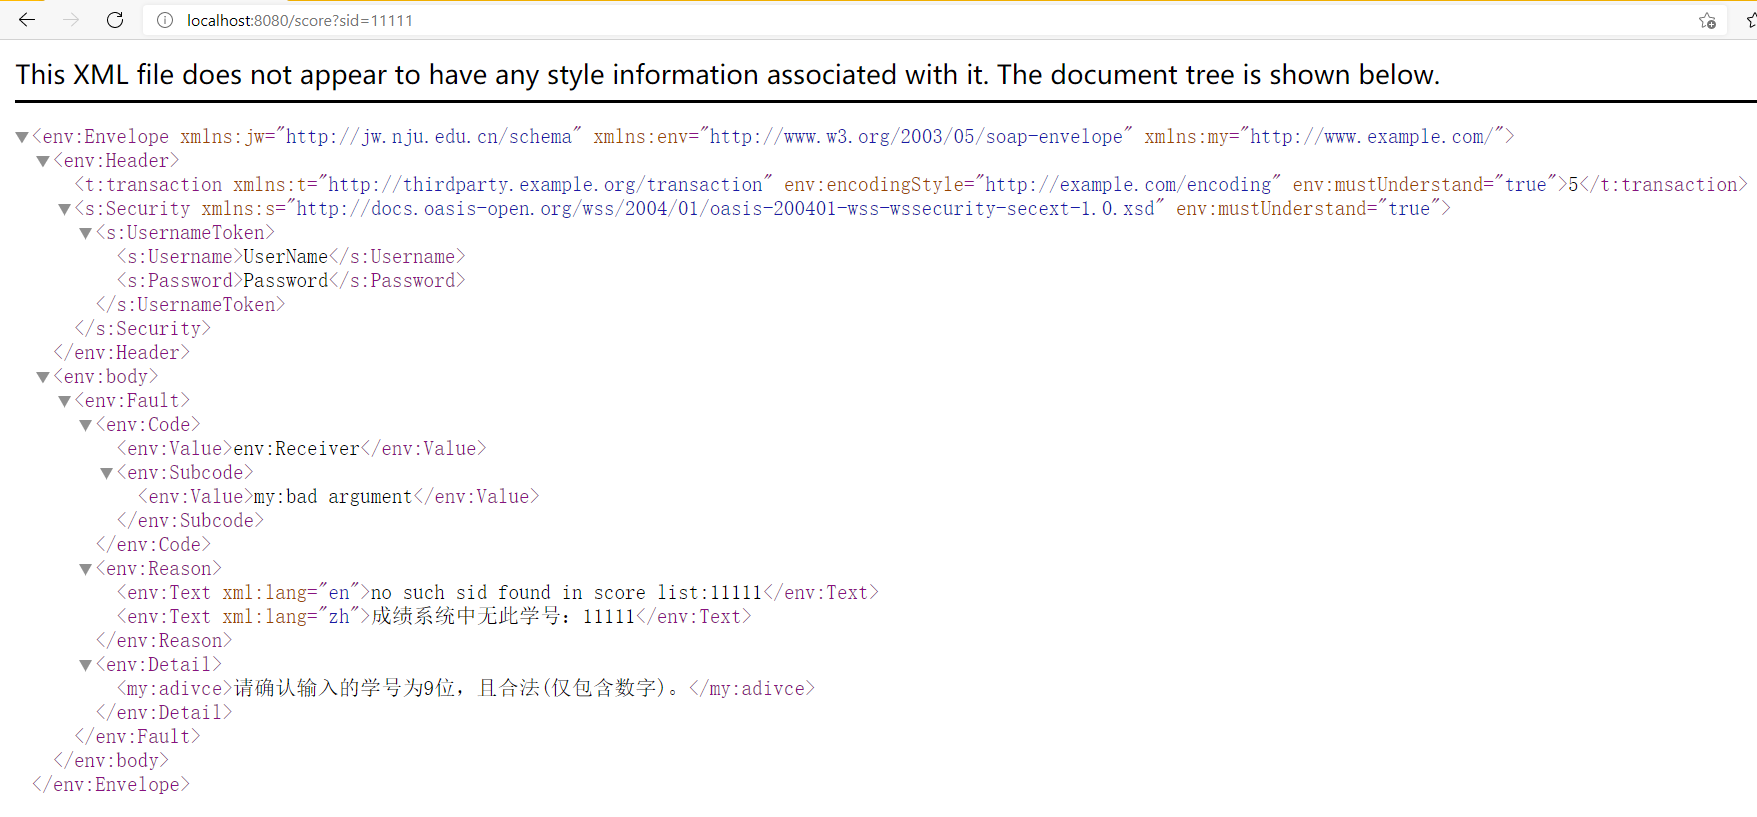 localhost:8080/score?sid=11111
This XML file does not appear to have any style information associated with it. The document tree is shown below.
▼<env:Envelope xmlns:jw="http://jw.nju.edu.cn/schema" xmlns:env="http://www.w3.org/2003/05/soap-envelope" xmlns:my="http://www.example.com/">
▼<env:Header>
<t:transaction xmlns:t="http://thirdparty.example.org/transaction" env:encodingStyle="http://example.com/encoding" env:mustUnderstand="true">5</t:transaction>
▼<s:Security xmlns:s="http://docs.oasis-open.org/wss/2004/01/oasis-200401-wss-wssecurity-secext-1.0.xsd" env:mustUnderstand="true">
▼<s:UsernameToken>
<s:Username>UserName</s:Username>
<s:Password>Password</s:Password>
</s:UsernameToken>
</s:Security>
</env:Header>
▼<env:body>
▼<env:Fault>
▼<env:Code>
<env:Value>env:Receiver</env:Value>
▼<env:Subcode>
<env:Value>my:bad argument</env:Value>
</env:Subcode>
</env:Code>
▼<env:Reason>
<env:Text xml:lang="en">no such sid found in score list:11111</env:Text>
<env:Text xml:lang="zh">成绩系统中无此学号：11111</env:Text>
</env:Reason>
▼<env:Detail>
<my:adivce>请确认输入的学号为9位，且合法(仅包含数字)。</my:adivce>
</env:Detail>
</env:Fault>
</env:body>
</env:Envelope>